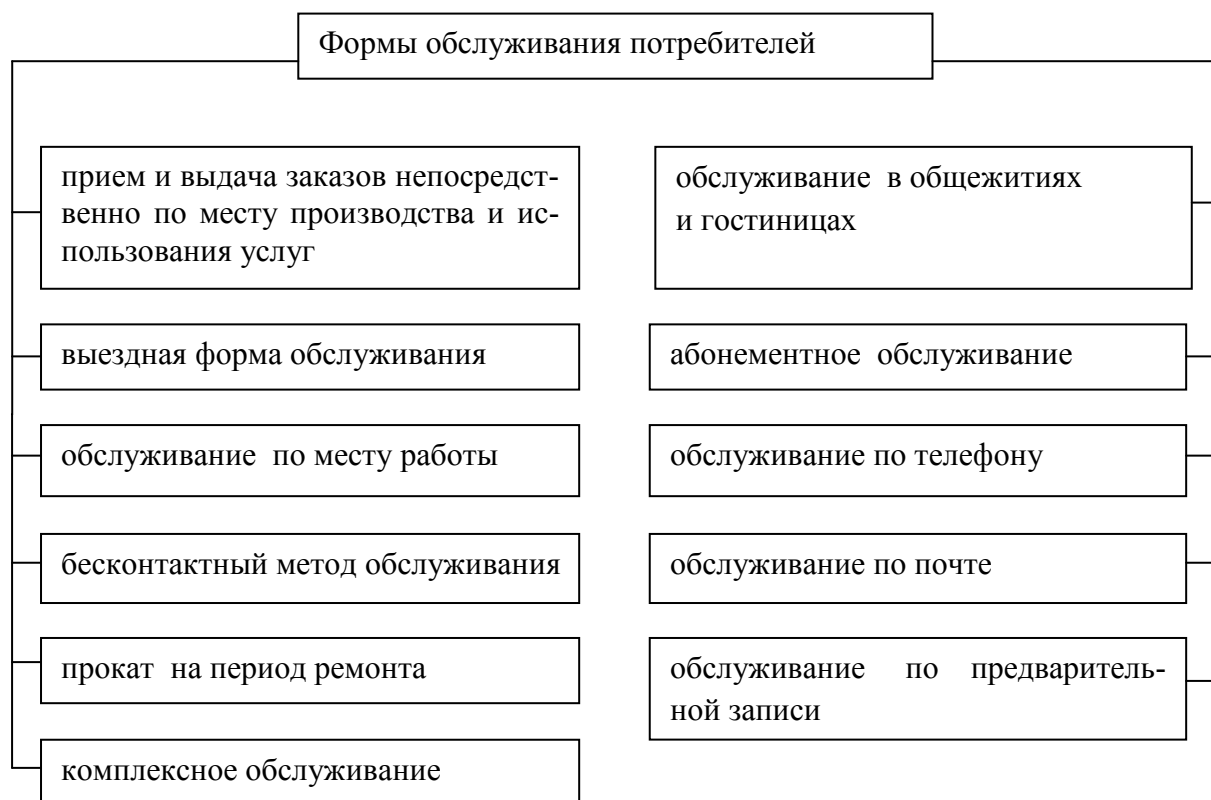 Формы обслуживания потребителей
прием и выдача заказов непосредст-
венно по месту производства и ис-
пользования услуг
выездная форма обслуживания
обслуживание по месту работы
бесконтактный метод обслуживания
прокат на период ремонта
комплексное обслуживание
обслуживание в общежитиях
и гостиницах
абонементное обслуживание
обслуживание по телефону
обслуживание по почте
обслуживание по предваритель-
ной записи